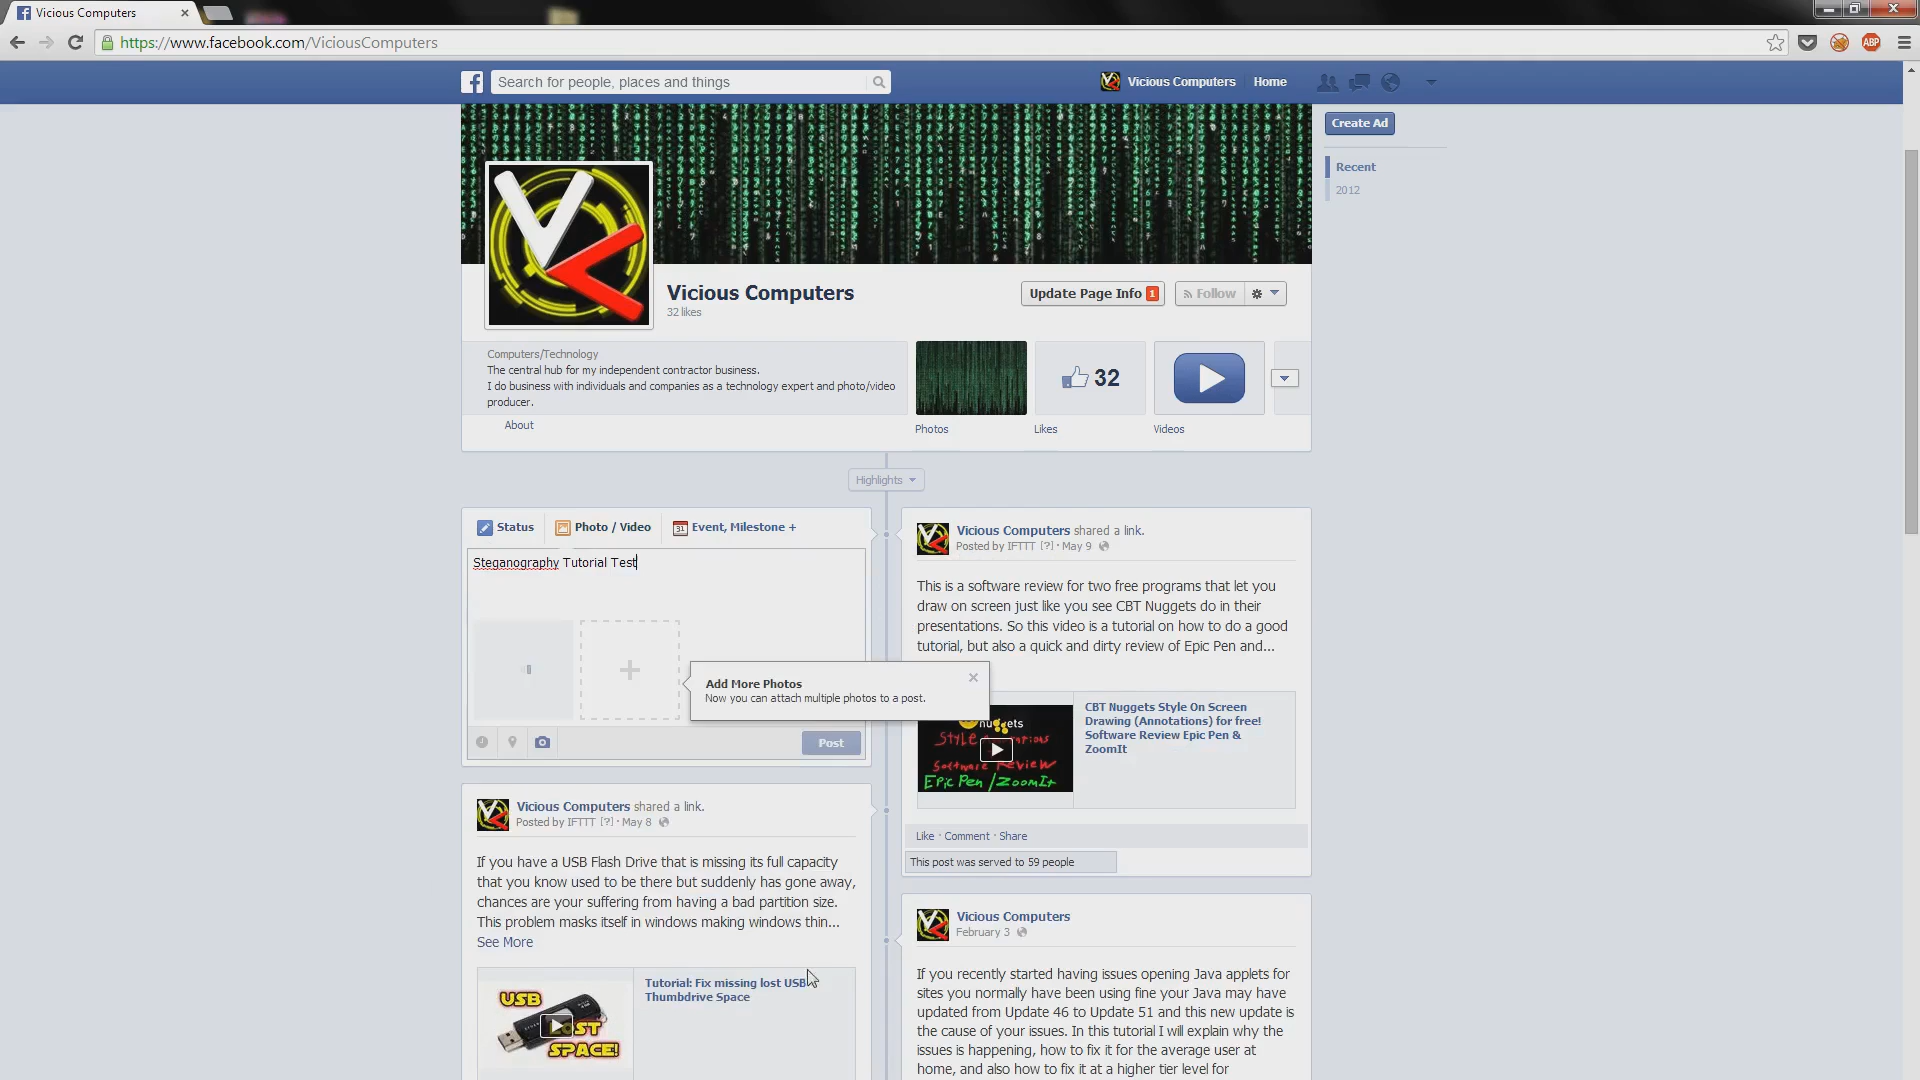 Vicious Computers
https://www.facebook.com/ViciousComputers
ABP
Search for people, places and things
Vicious Computers
Home
Create Ad
Recent
2012
Vicious Computers
32 likes
Update Page Info 1
Follow
Computers/Technology
The central hub for my independent contractor business.
I do business with individuals and companies as a technology expert and photo/video
producer.
About
32
Photos
Likes
Videos
Highlights
Status
Photo / Video
31
Event, Milestone +
Steganography Tutorial Test
Add More Photos
Now you can attach multiple photos to a post.
Post
Vicious Computers shared a link.
Posted by IFTTT [?] · May 9
This is a software review for two free programs that let you
draw on screen just like you see CBT Nuggets do in their
presentations. So this video is a tutorial on how to do a good
tutorial, but also a quick and dirty review of Epic Pen and...
Style
Software Review
Epic Pen /ZoomIt
CBT Nuggets Style On Screen
Drawing (Annotations) for free!
Software Review Epic Pen &
ZoomIt
Like · Comment · Share
This post was served to 59 people
Vicious Computers shared a link.
Posted by IFTTT [?] · May 8
If you have a USB Flash Drive that is missing its full capacity
that you know used to be there but suddenly has gone away,
chances are your suffering from having a bad partition size.
This problem masks itself in windows making windows thin...
See More
USB
LOST
SPACE!
Tutorial: Fix missing lost USB
Thumbdrive Space
Vicious Computers
February 3
If you recently started having issues opening Java applets for
sites you normally have been using fine your Java may have
updated from Update 46 to Update 51 and this new update is
the cause of your issues. In this tutorial I will explain why the
issues is happening, how to fix it for the average user at
home, and also how to fix it at a higher tier level for